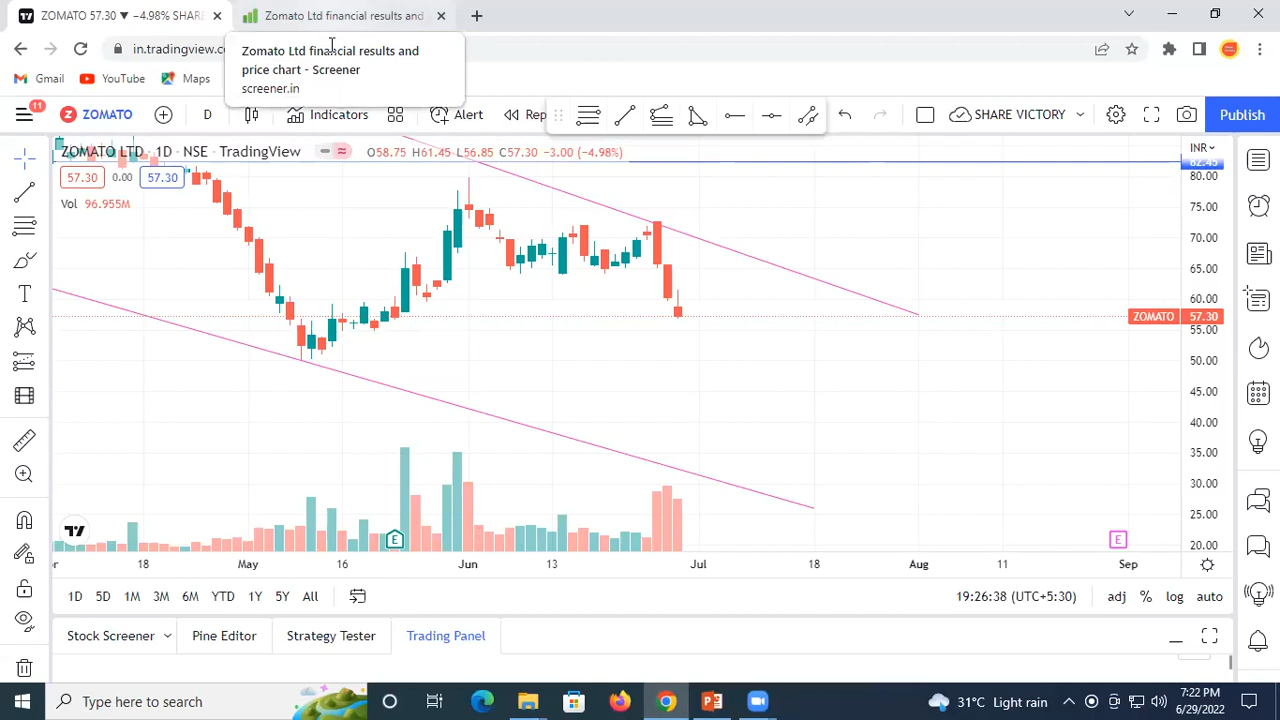 ZOMATO 57.30 ▼ −4.98% SHARE
Zomato Ltd financial results and
in.tradingview.co
Zomato Ltd financial results and
price chart - Screener
screener.in
Gmail
YouTube
Maps
11
ZOMATO
D
Indicators
Alert
Rep
SHARE VICTORY
Publish
ZOMATO LTD · 1D · NSE · TradingView
O58.75 H61.45 L56.85 C57.30 −3.00 (−4.98%)
INR
57.30
0.00
57.30
Vol 96.955M
62.45
80.00
75.00
70.00
65.00
60.00
ZOMATO 57.30
55.00
50.00
45.00
40.00
35.00
30.00
25.00
20.00
E
E
18
May
16
Jun
13
Jul
18
Aug
11
Sep
1D 5D 1M 3M 6M YTD 1Y 5Y All
19:26:38 (UTC+5:30)
adj % log auto
Stock Screener
Pine Editor
Strategy Tester
Trading Panel
Type here to search
31°C Light rain
7:22 PM
6/29/2022